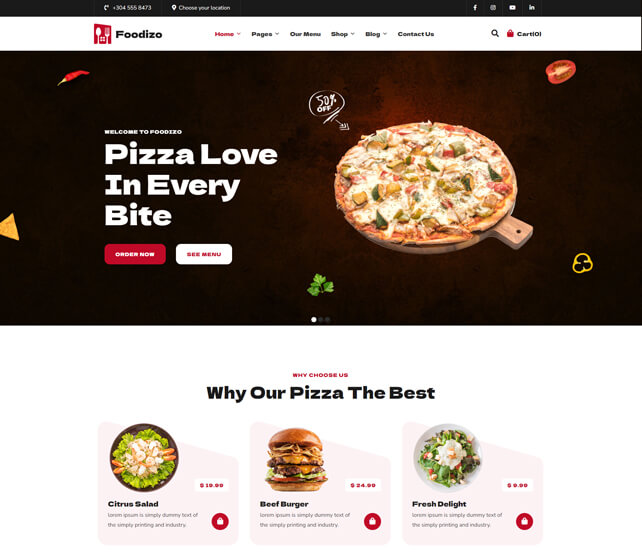 +304 555 8473
Choose your location
Foodizo
Home
Pages
Our Menu
Shop
Blog
Contact Us
Cart(0)
50%
OFF
WELCOME TO FOODIZO
Pizza Love
In Every
Bite
ORDER NOW
SEE MENU
WHY CHOOSE US
Why Our Pizza The Best
$ 19.99
Citrus Salad
lorem ipsum is simply dummy text of
the simply printing and industry.
$ 24.99
Beef Burger
lorem ipsum is simply dummy text of
the simply printing and industry.
$ 9.99
Fresh Delight
lorem ipsum is simply dummy text of
the simply printing and industry.